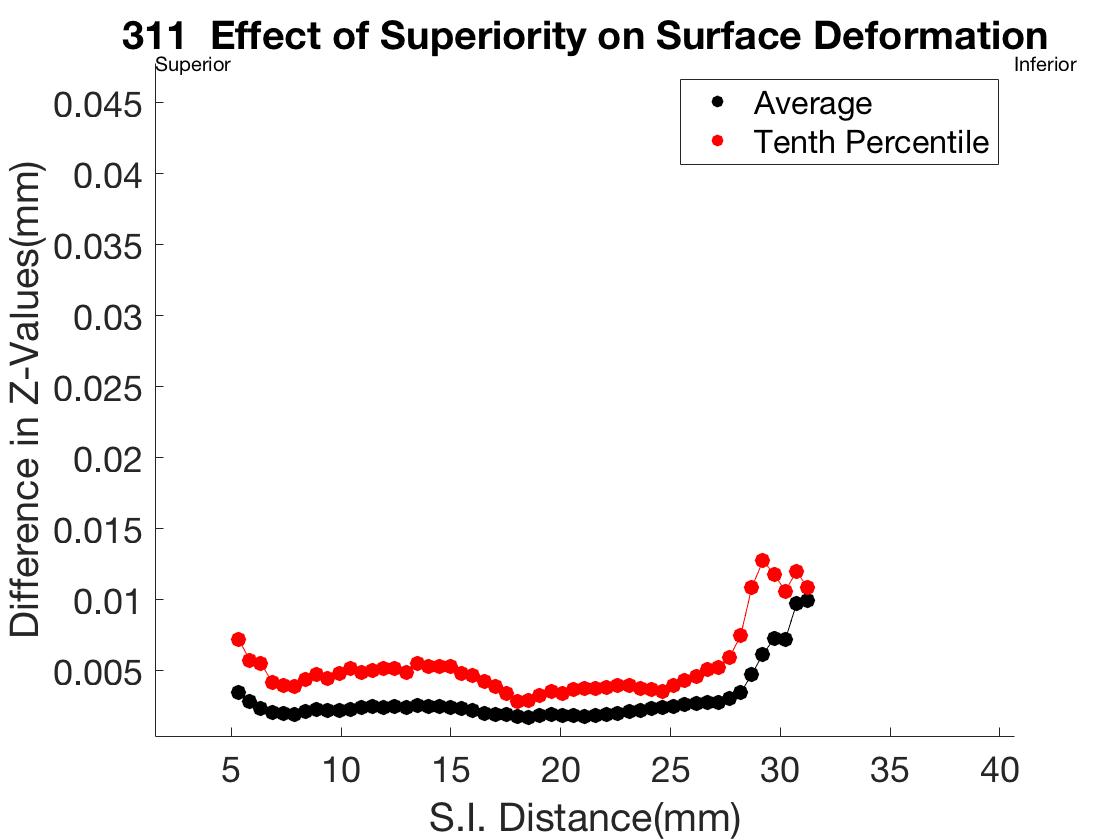 311  Effect of Superiority on Surface Deformation
Superior
Inferior
Average
Tenth Percentile
Difference in Z-Values(mm)
0.045
0.04
0.035
0.03
0.025
0.02
0.015
0.01
0.005
5 10 15 20 25 30 35 40
S.I. Distance(mm)